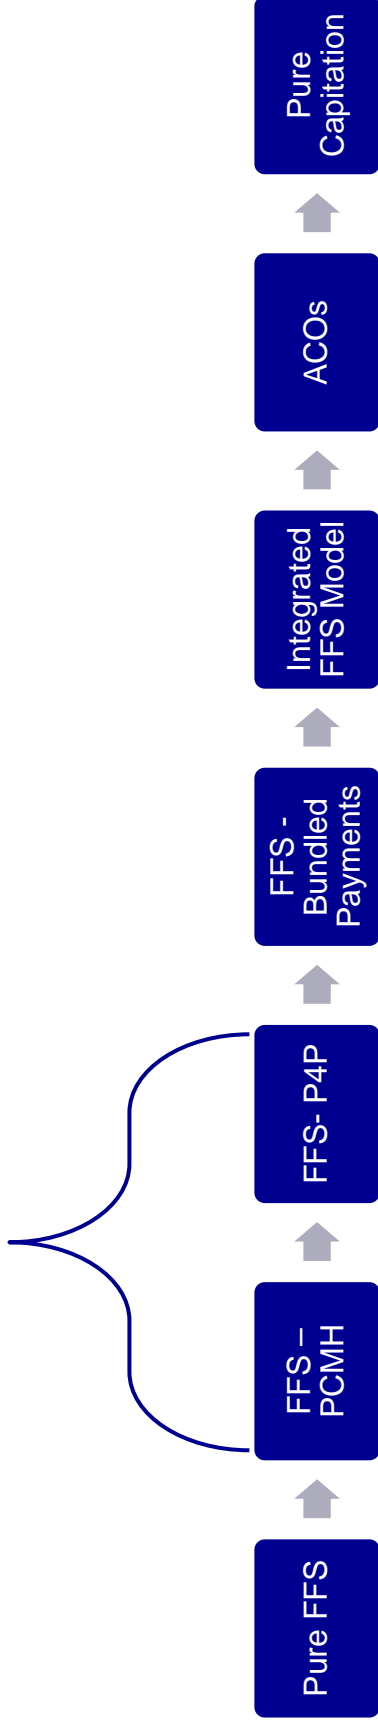 Pure FFS
FFS –
PCMH
FFS- P4P
FFS -
Bundled
Payments
Integrated
FFS Model
ACOs
Pure
Capitation